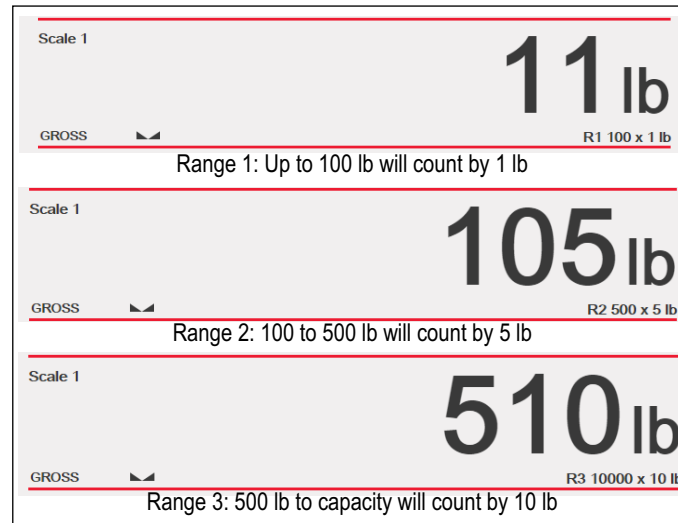 Scale 1
11 lb
GROSS R1 100 x 1 lb
Range 1: Up to 100 lb will count by 1 lb
Scale 1
105 lb
GROSS R2 500 x 5 lb
Range 2: 100 to 500 lb will count by 5 lb
Scale 1
510 lb
GROSS R3 10000 x 10 lb
Range 3: 500 lb to capacity will count by 10 lb